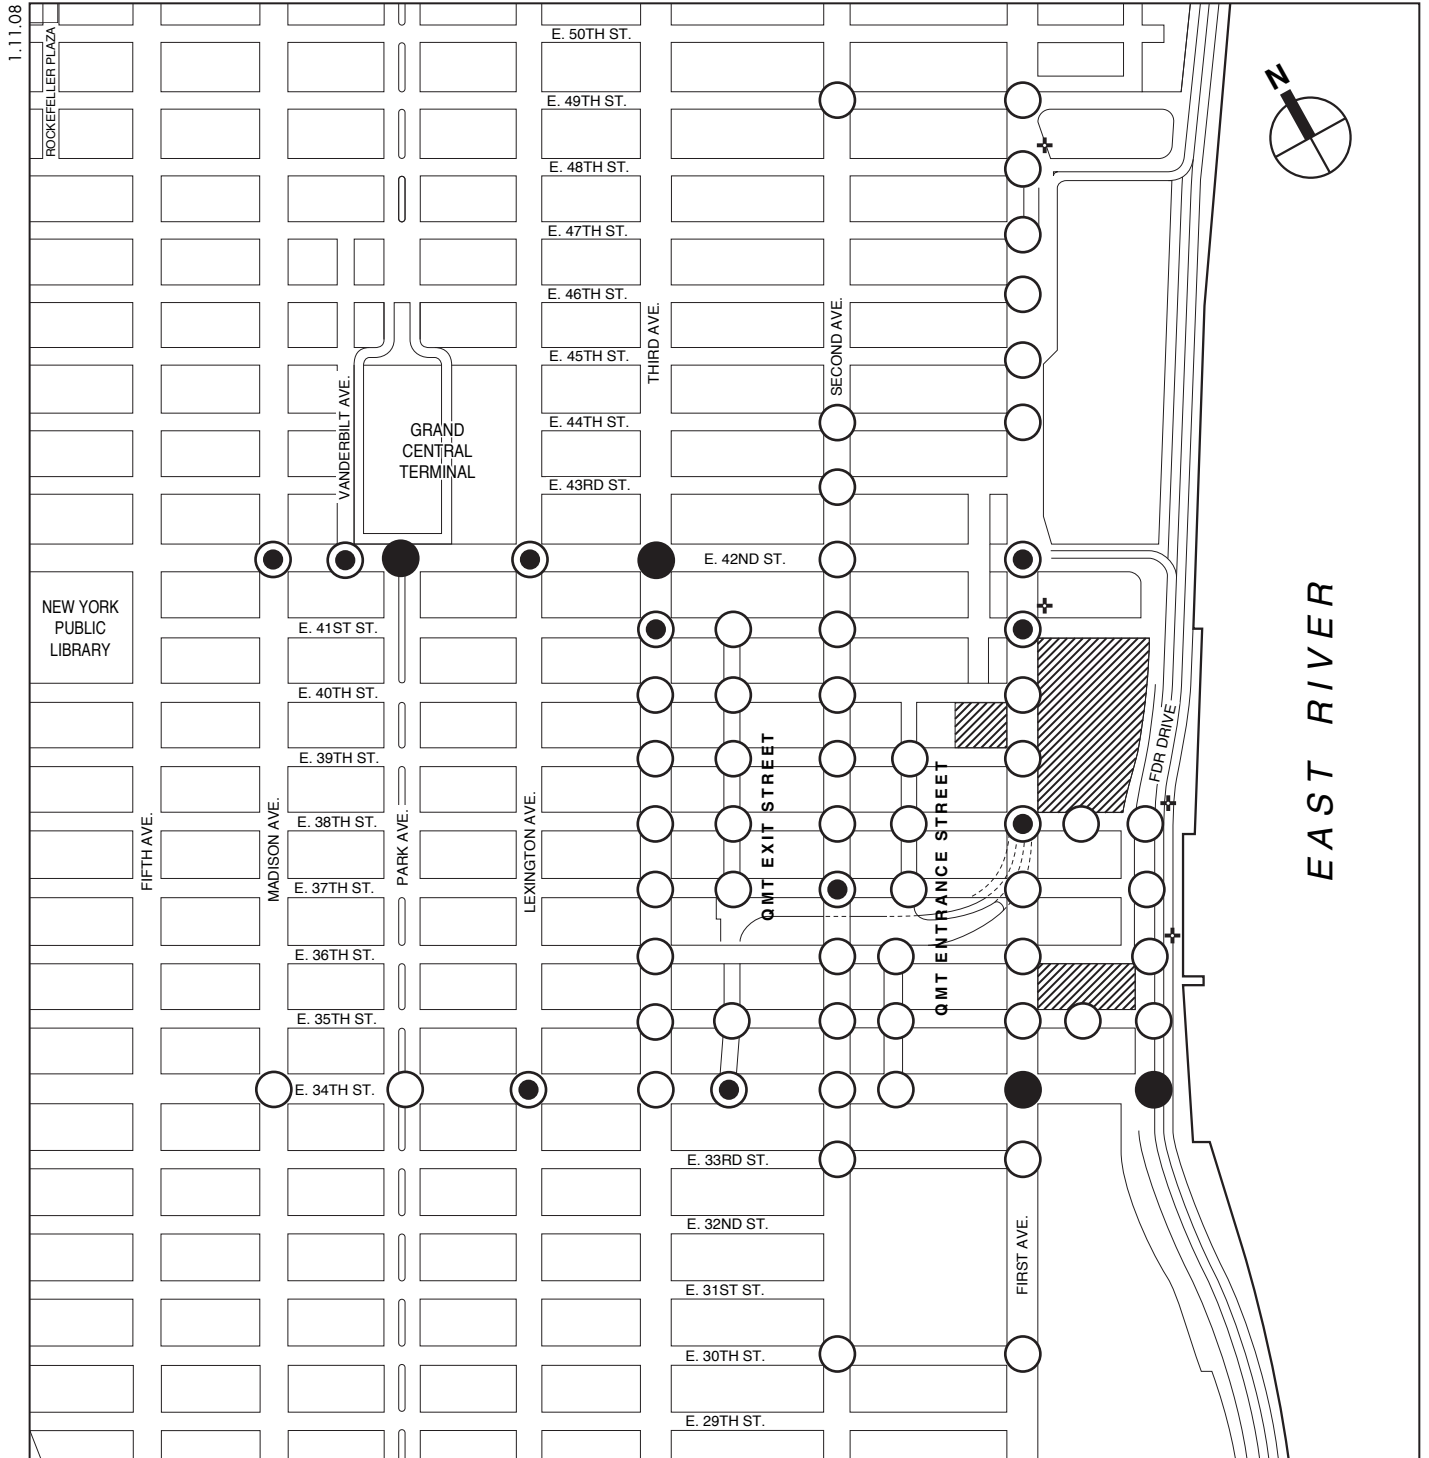 1.11.08
ROCKEFELLER PLAZA
E. 50TH ST.
E. 49TH ST.
N
E. 48TH ST.
E. 47TH ST.
E. 46TH ST.
THIRD AVE.
SECOND AVE.
E. 45TH ST.
VANDERBILT AVE.
GRAND
CENTRAL
TERMINAL
E. 44TH ST.
E. 43RD ST.
E. 42ND ST.
NEW YORK
PUBLIC
LIBRARY
E. 41ST ST.
E. 40TH ST.
E. 39TH ST.
QMT EXIT STREET
QMT ENTRANCE STREET
FDR DRIVE
EAST RIVER
E. 38TH ST.
FIFTH AVE.
MADISON AVE.
PARK AVE.
LEXINGTON AVE.
E. 37TH ST.
E. 36TH ST.
E. 35TH ST.
E. 34TH ST.
E. 33RD ST.
E. 32ND ST.
FIRST AVE.
E. 31ST ST.
E. 30TH ST.
E. 29TH ST.